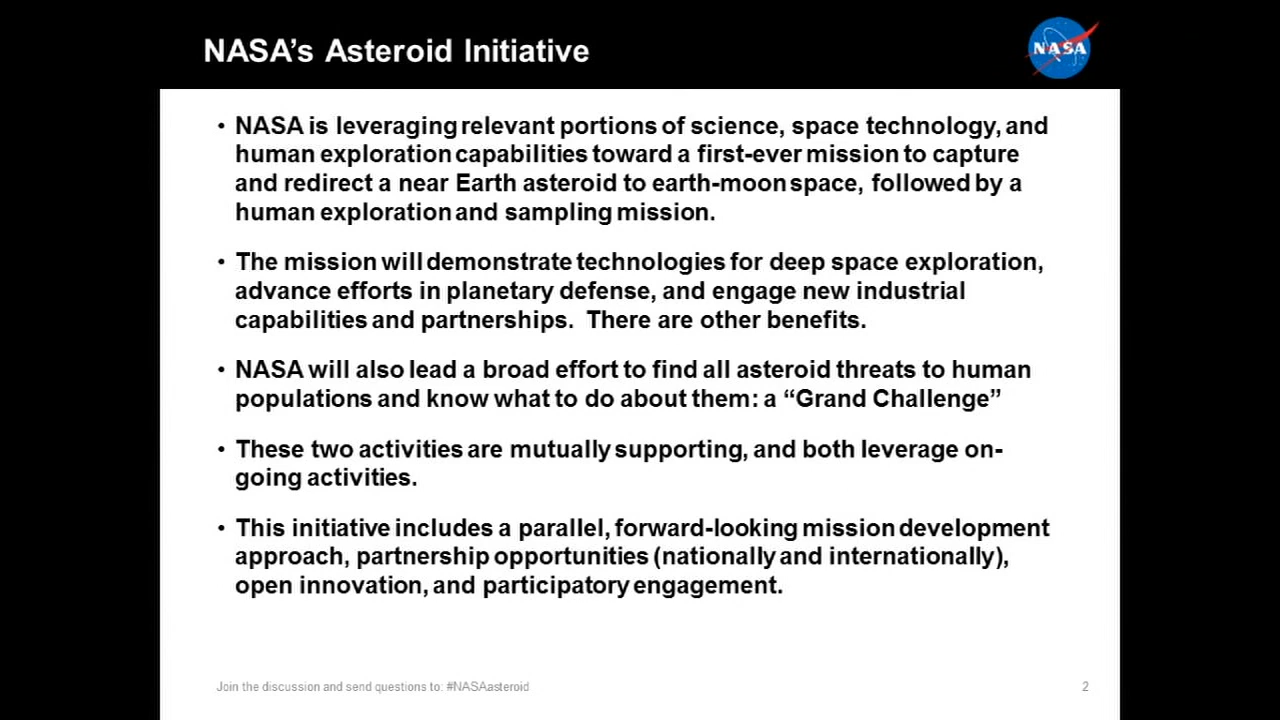 NASA's Asteroid Initiative
NASA
• NASA is leveraging relevant portions of science, space technology, and
human exploration capabilities toward a first-ever mission to capture
and redirect a near Earth asteroid to earth-moon space, followed by a
human exploration and sampling mission.
• The mission will demonstrate technologies for deep space exploration,
advance efforts in planetary defense, and engage new industrial
capabilities and partnerships.  There are other benefits.
• NASA will also lead a broad effort to find all asteroid threats to human
populations and know what to do about them: a “Grand Challenge”
• These two activities are mutually supporting, and both leverage on-
going activities.
• This initiative includes a parallel, forward-looking mission development
approach, partnership opportunities (nationally and internationally),
open innovation, and participatory engagement.
Join the discussion and send questions to: #NASAasteroid
2